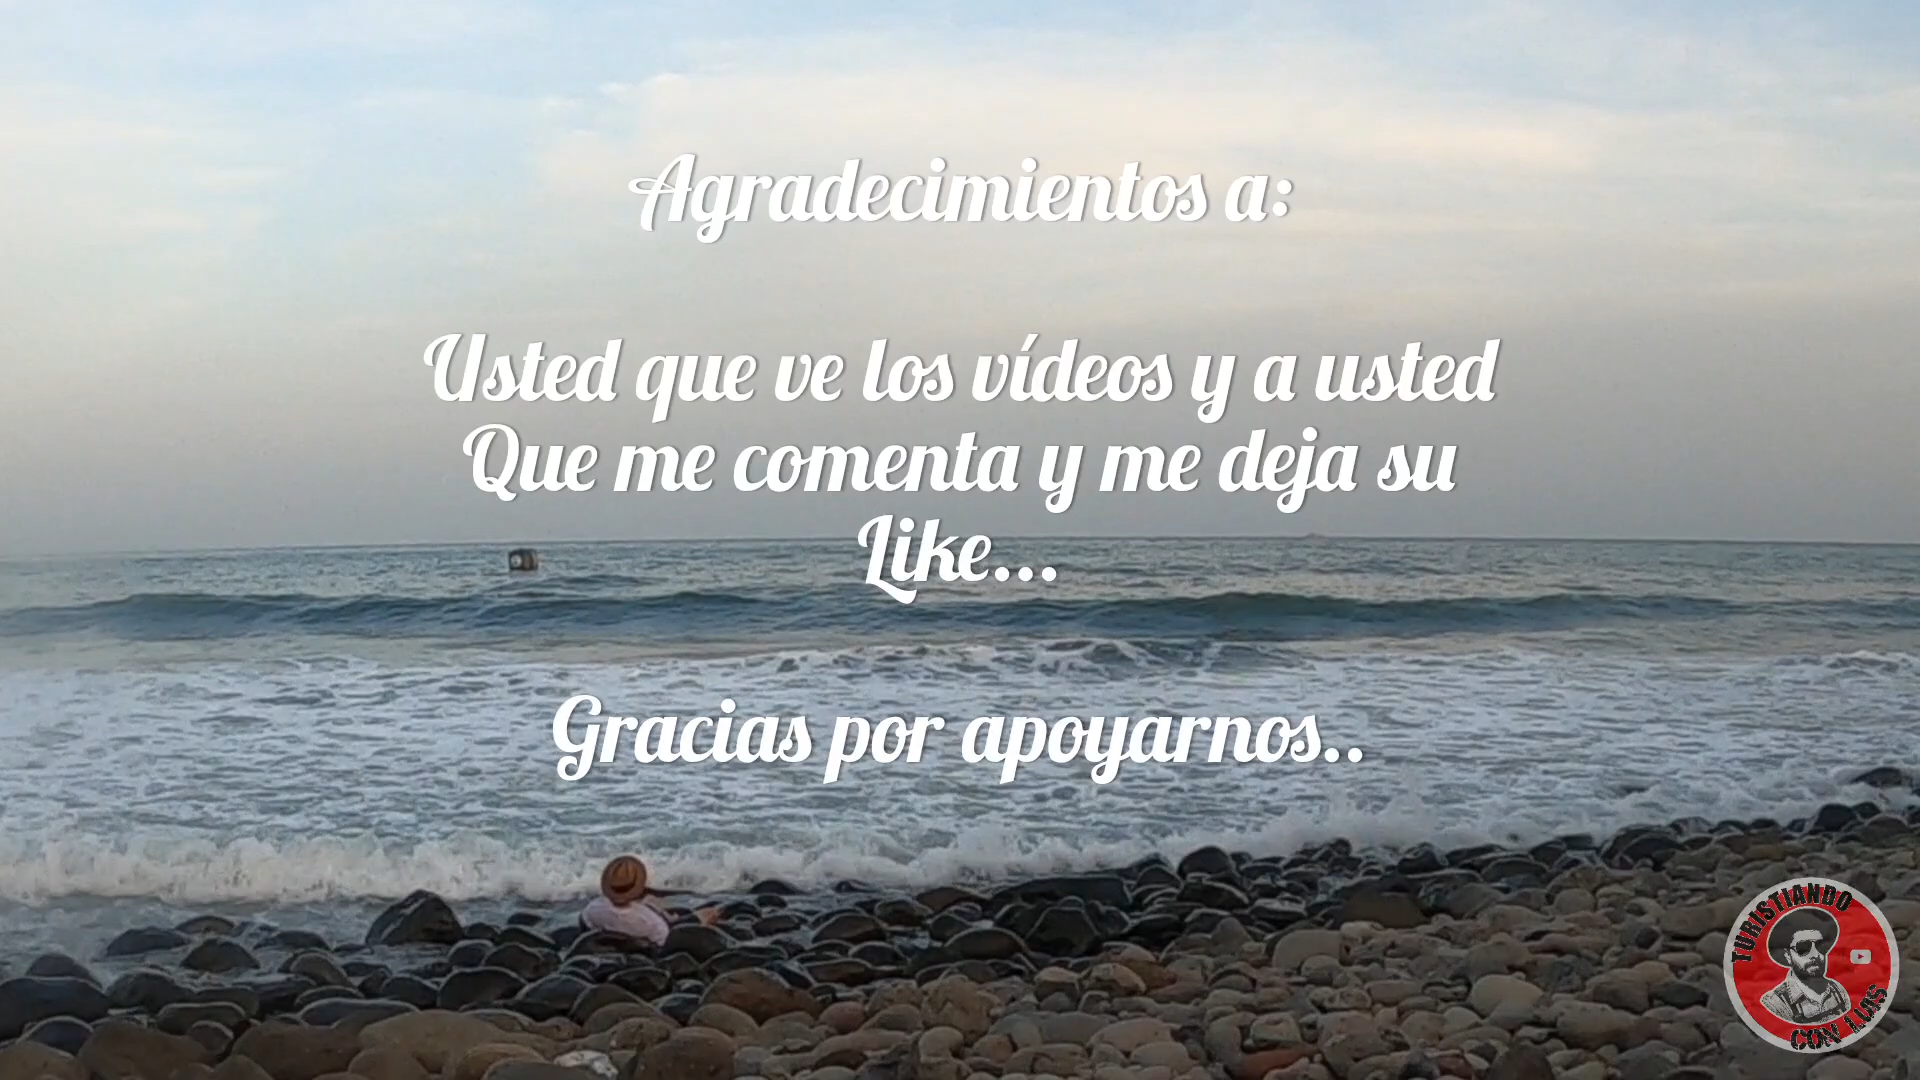 Agradecimientos a:
Usted que ve los vídeos y a usted
Que me comenta y me deja su
Like...
Gracias por apoyarnos..
TURISTIANDO
CON LUIS